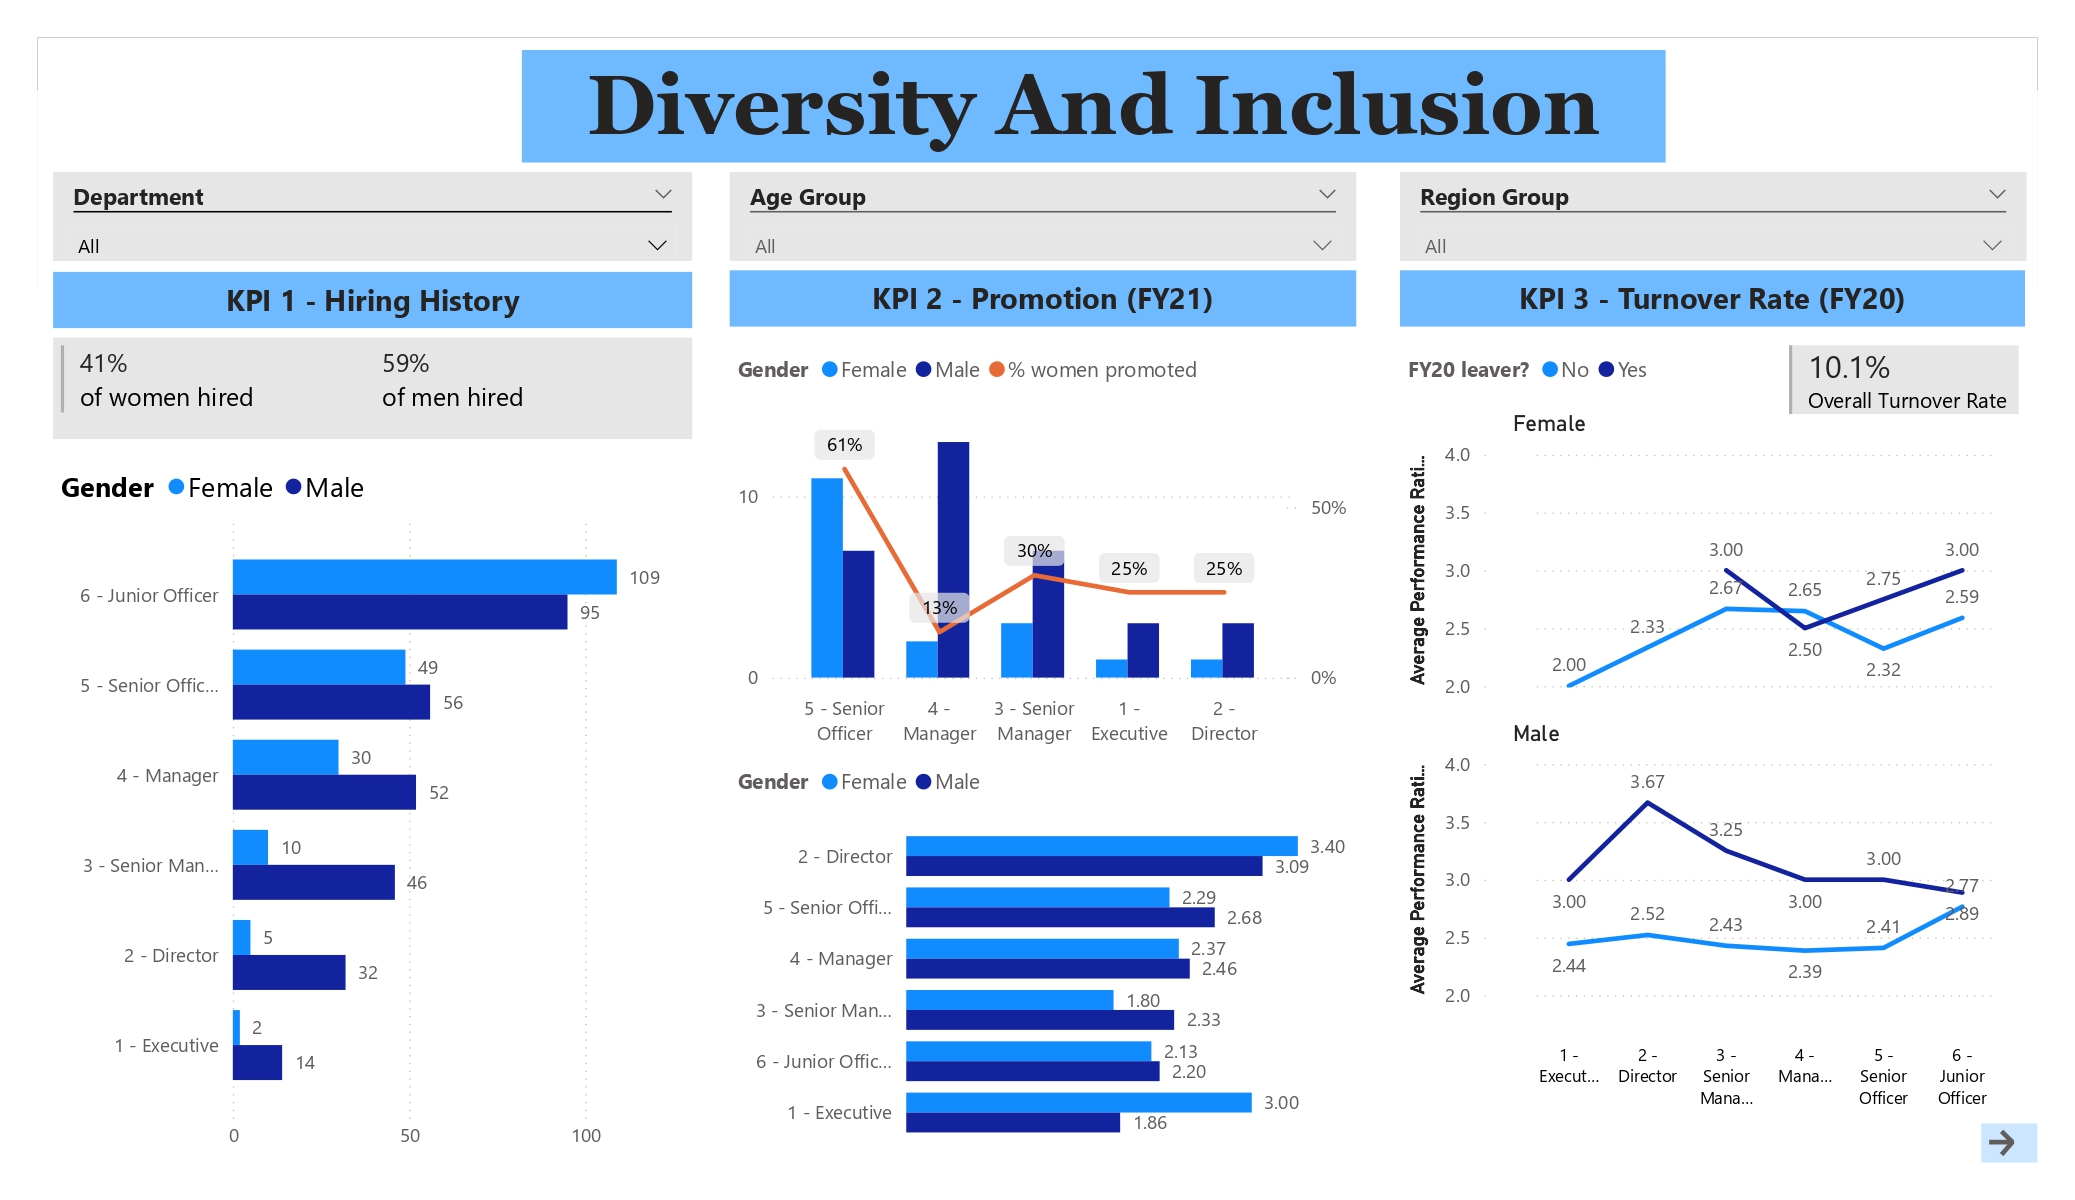 Diversity And Inclusion
Department
All
Age Group
All
Region Group
All
KPI 1 - Hiring History
41%
of women hired
59%
of men hired
Gender Female Male
6 - Junior Officer
109
95
5 - Senior Offic...
49
56
4 - Manager
30
52
3 - Senior Man...
10
46
2 - Director
5
32
1 - Executive
2
14
0 50 100
KPI 2 - Promotion (FY21)
Gender Female Male % women promoted
10
0
50%
0%
61%
13%
30%
25%
25%
5 - Senior
Officer
4 -
Manager
3 - Senior
Manager
1 -
Executive
2 -
Director
Gender Female Male
2 - Director
3.40
3.09
5 - Senior Offi...
2.29
2.68
4 - Manager
2.37
2.46
3 - Senior Man...
1.80
2.33
6 - Junior Offic...
2.13
2.20
1 - Executive
3.00
1.86
KPI 3 - Turnover Rate (FY20)
FY20 leaver? No Yes
10.1%
Overall Turnover Rate
Female
Average Performance Rati...
4.0
3.5
3.0
2.5
2.0
2.00
2.33
3.00
2.67
2.65
2.50
2.75
2.32
3.00
2.59
Male
Average Performance Rati...
4.0
3.5
3.0
2.5
2.0
3.00
2.44
3.67
2.52
3.25
2.43
3.00
2.39
3.00
2.41
2.77
2.89
1 -
Execut...
2 -
Director
3 -
Senior
Mana...
4 -
Mana...
5 -
Senior
Officer
6 -
Junior
Officer